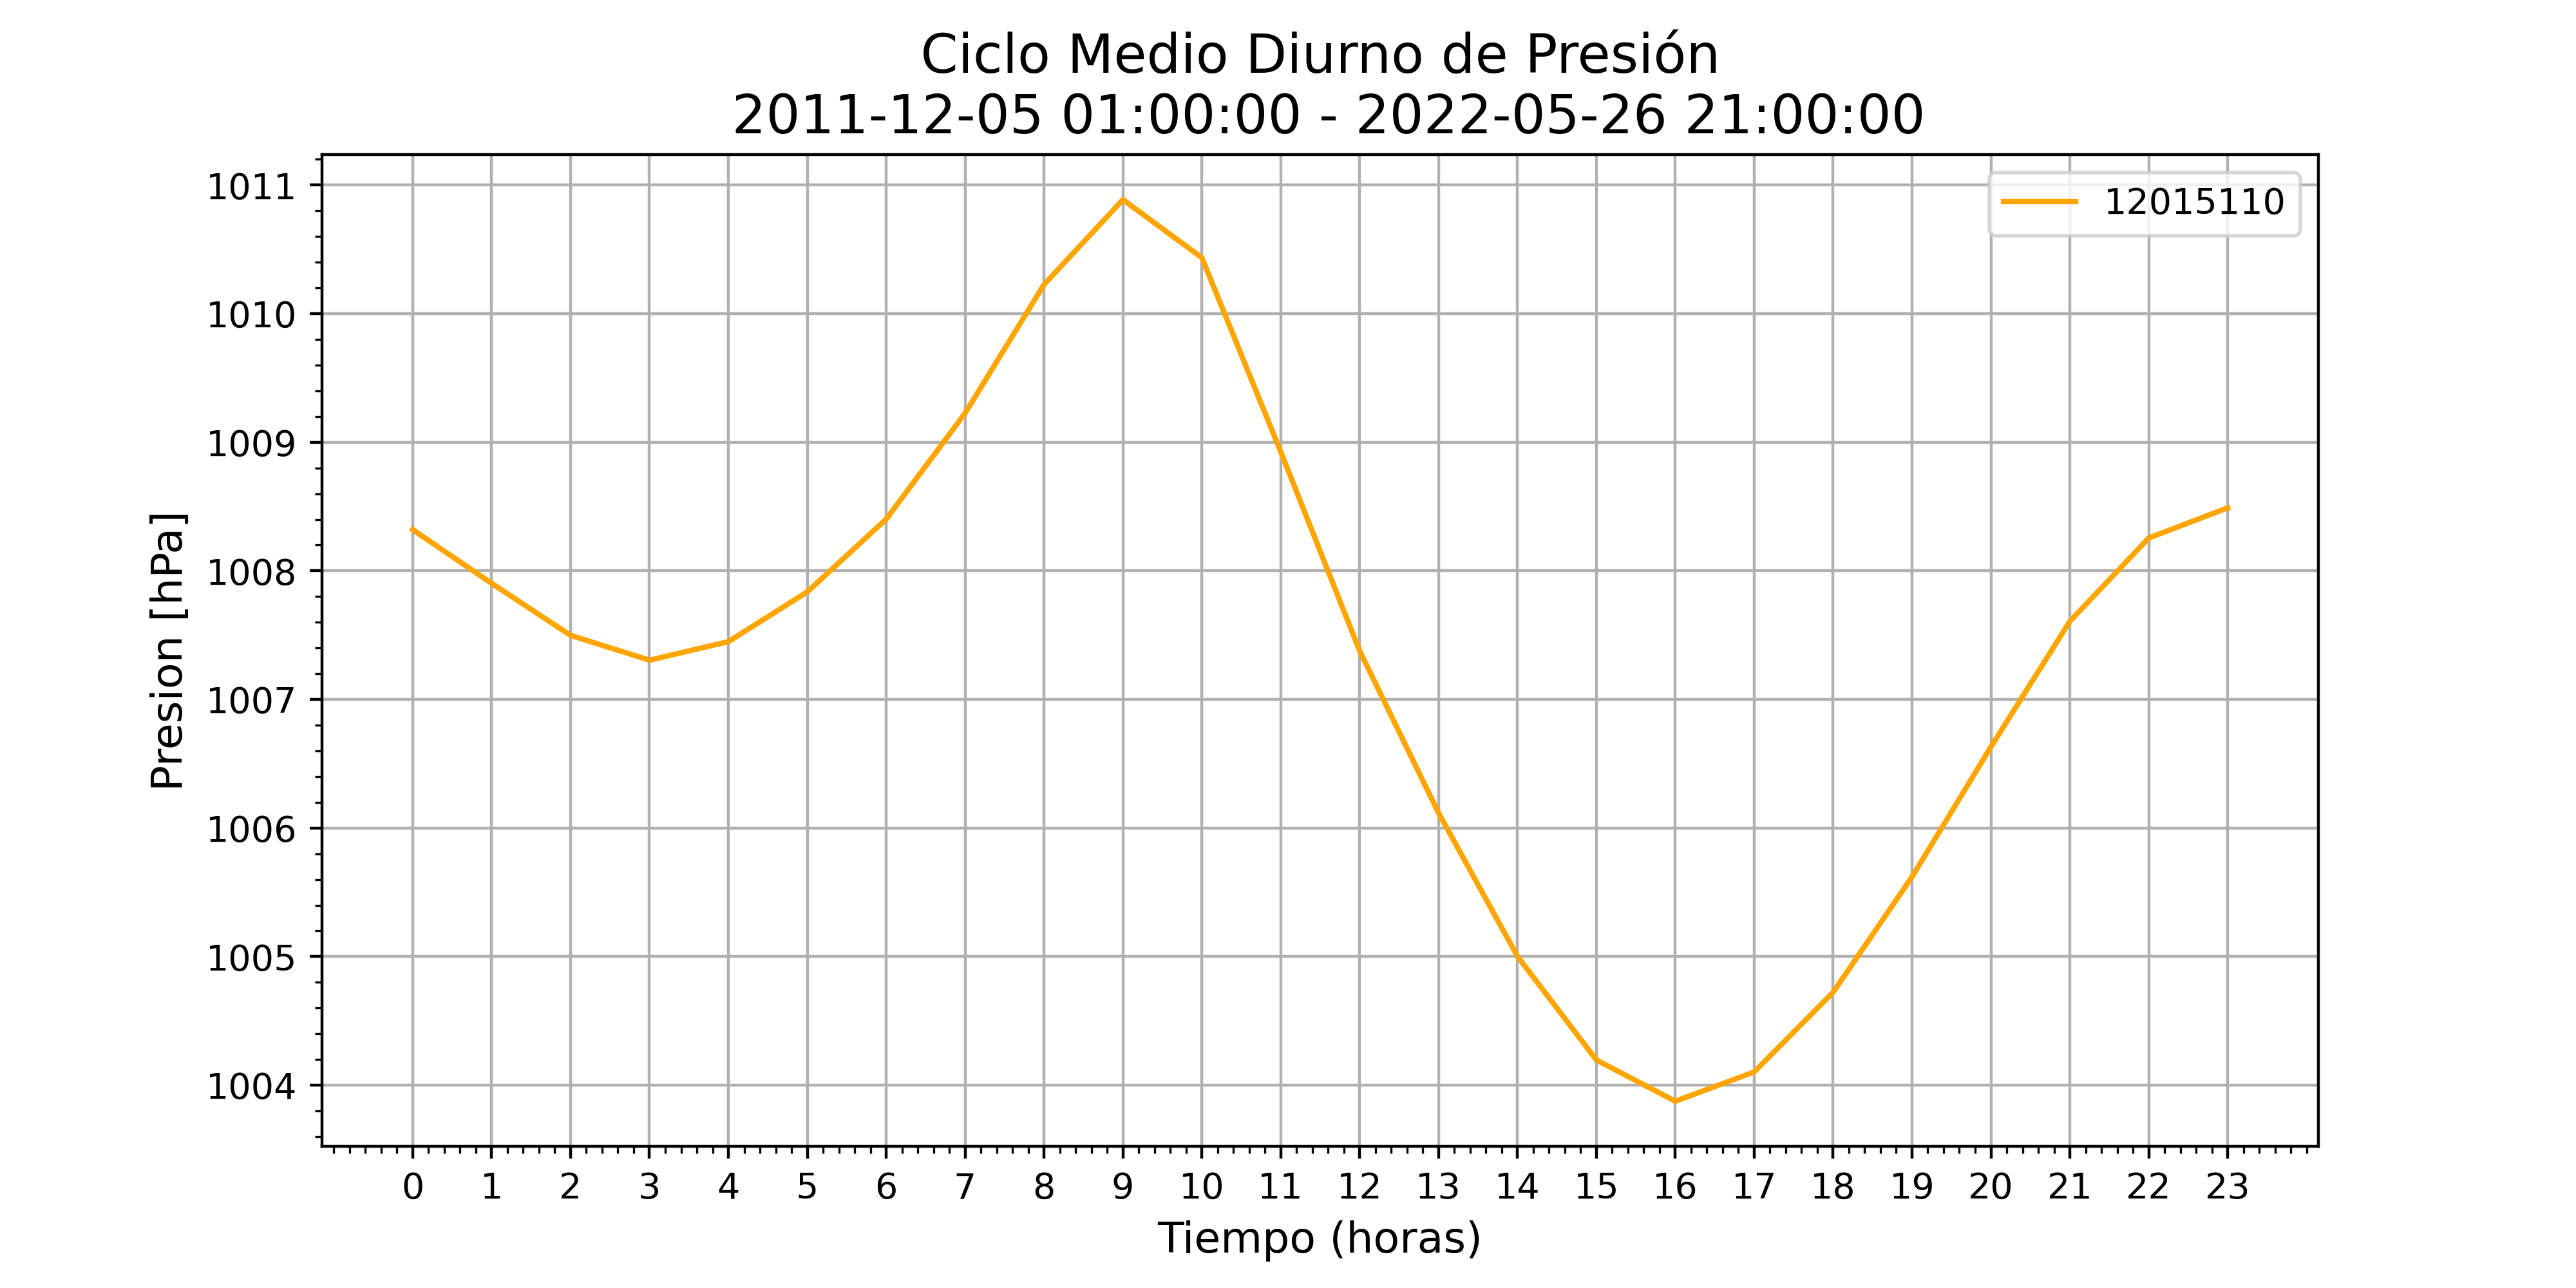 Ciclo Medio Diurno de Presión
2011-12-05 01:00:00 - 2022-05-26 21:00:00
12015110
Presion [hPa]
1011
1010
1009
1008
1007
1006
1005
1004
0 1 2 3 4 5 6 7 8 9 10 11 12 13 14 15 16 17 18 19 20 21 22 23
Tiempo (horas)